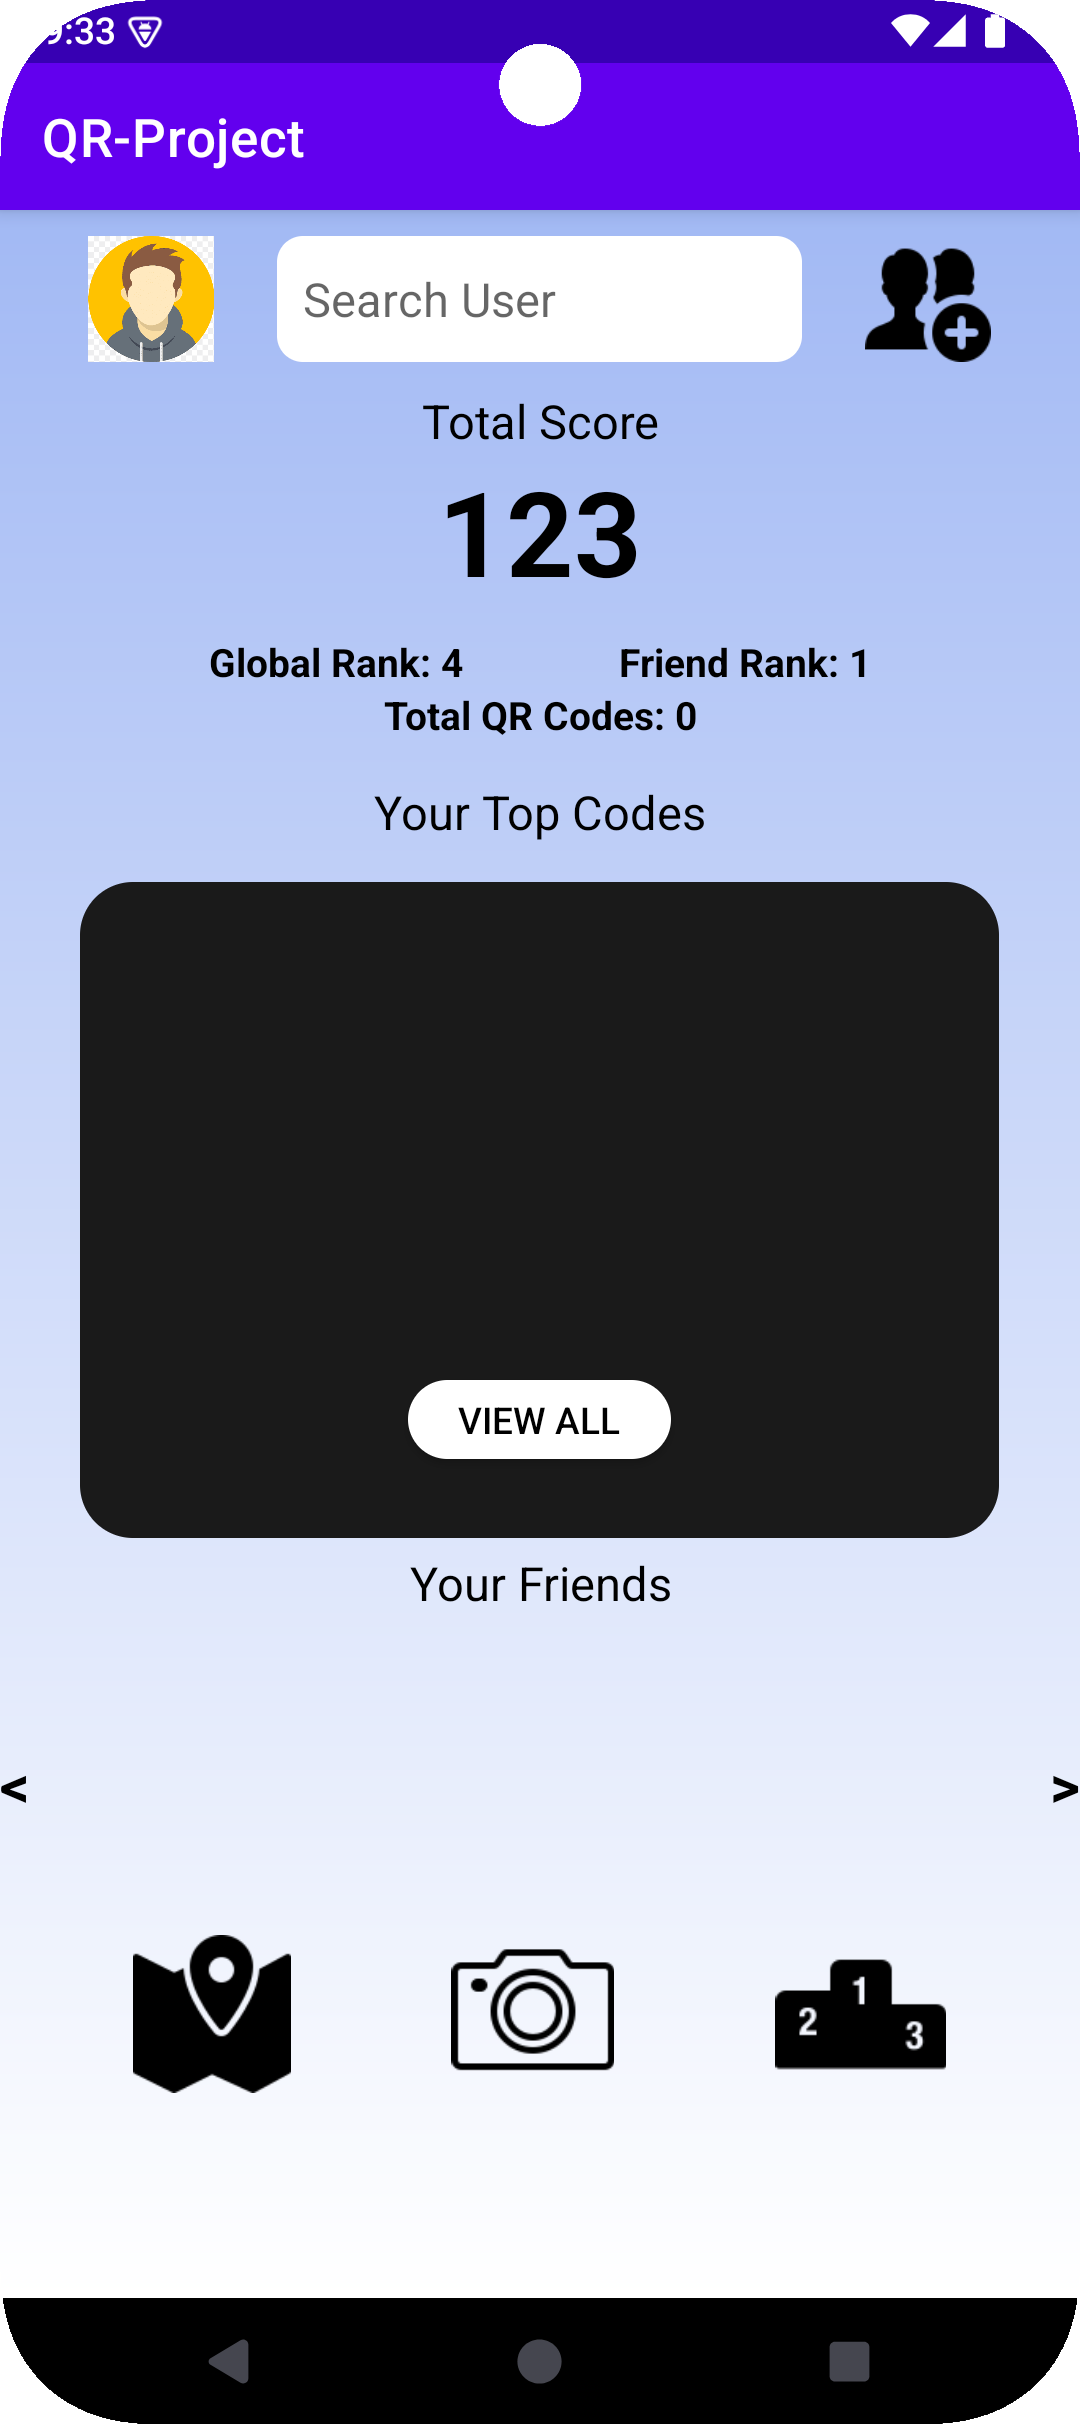 9:33
QR-Project
Search User
Total Score
123
Global Rank: 4 Friend Rank: 1
Total QR Codes: 0
Your Top Codes
VIEW ALL
Your Friends
< >
1
2
3